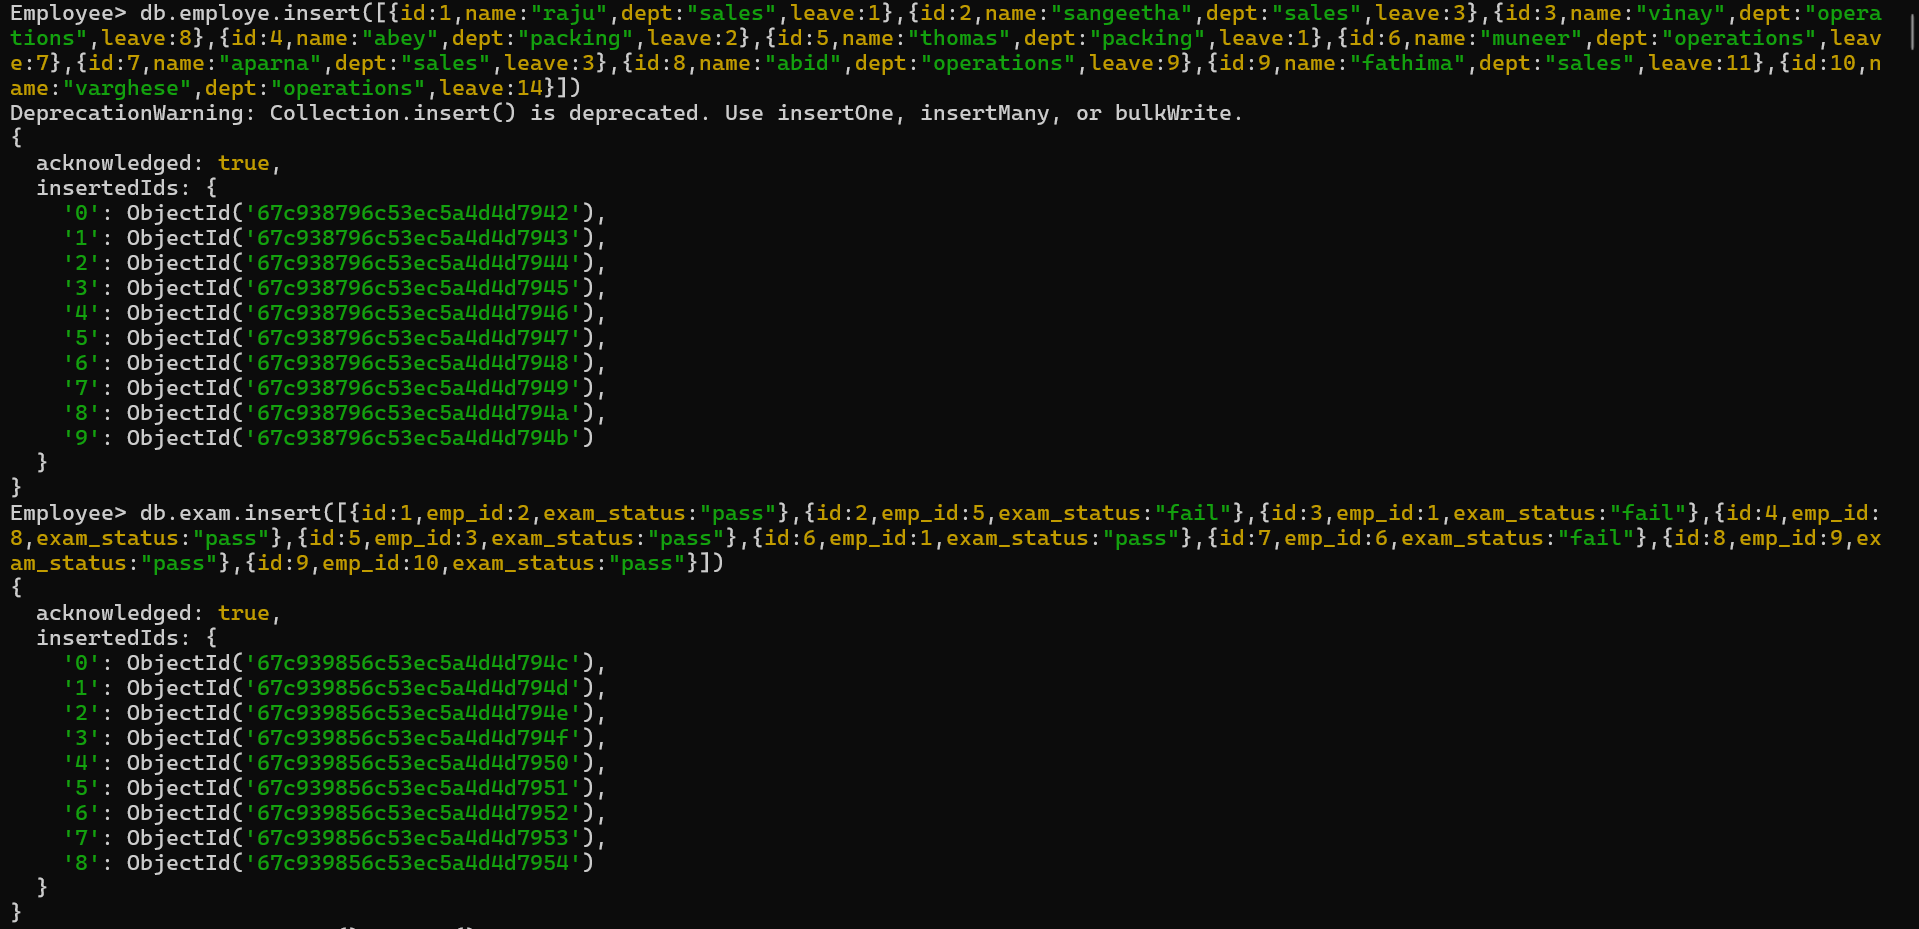 Employee> db.employe.insert([{id:1,name:"raju",dept:"sales",leave:1},{id:2,name:"sangeetha",dept:"sales",leave:3},{id:3,name:"vinay",dept:"opera
tions",leave:8},{id:4,name:"abey",dept:"packing",leave:2},{id:5,name:"thomas",dept:"packing",leave:1},{id:6,name:"muneer",dept:"operations",leav
e:7},{id:7,name:"aparna",dept:"sales",leave:3},{id:8,name:"abid",dept:"operations",leave:9},{id:9,name:"fathima",dept:"sales",leave:11},{id:10,n
ame:"varghese",dept:"operations",leave:14}])
DeprecationWarning: Collection.insert() is deprecated. Use insertOne, insertMany, or bulkWrite.
{
  acknowledged: true,
  insertedIds: {
    '0': ObjectId('67c938796c53ec5a4d4d7942'),
    '1': ObjectId('67c938796c53ec5a4d4d7943'),
    '2': ObjectId('67c938796c53ec5a4d4d7944'),
    '3': ObjectId('67c938796c53ec5a4d4d7945'),
    '4': ObjectId('67c938796c53ec5a4d4d7946'),
    '5': ObjectId('67c938796c53ec5a4d4d7947'),
    '6': ObjectId('67c938796c53ec5a4d4d7948'),
    '7': ObjectId('67c938796c53ec5a4d4d7949'),
    '8': ObjectId('67c938796c53ec5a4d4d794a'),
    '9': ObjectId('67c938796c53ec5a4d4d794b')
  }
}
Employee> db.exam.insert([{id:1,emp_id:2,exam_status:"pass"},{id:2,emp_id:5,exam_status:"fail"},{id:3,emp_id:1,exam_status:"fail"},{id:4,emp_id:
8,exam_status:"pass"},{id:5,emp_id:3,exam_status:"pass"},{id:6,emp_id:1,exam_status:"pass"},{id:7,emp_id:6,exam_status:"fail"},{id:8,emp_id:9,ex
am_status:"pass"},{id:9,emp_id:10,exam_status:"pass"}])
{
  acknowledged: true,
  insertedIds: {
    '0': ObjectId('67c939856c53ec5a4d4d794c'),
    '1': ObjectId('67c939856c53ec5a4d4d794d'),
    '2': ObjectId('67c939856c53ec5a4d4d794e'),
    '3': ObjectId('67c939856c53ec5a4d4d794f'),
    '4': ObjectId('67c939856c53ec5a4d4d7950'),
    '5': ObjectId('67c939856c53ec5a4d4d7951'),
    '6': ObjectId('67c939856c53ec5a4d4d7952'),
    '7': ObjectId('67c939856c53ec5a4d4d7953'),
    '8': ObjectId('67c939856c53ec5a4d4d7954')
  }
}